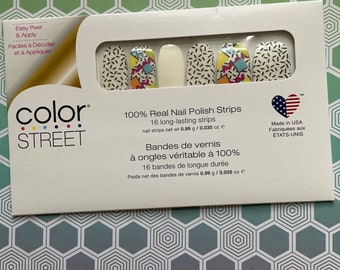 Easy Peel
& Apply
Faciles à Décoller
et à Appliquer
color
STREET
100% Real Nail Polish Strips
16 long-lasting strips
nail strips net wt 0.99 g / 0.035 oz ℮
Made in USA
Fabriquées aux
ÉTATS-UNIS
Bandes de vernis
à ongles véritable à 100%
16 bandes de longue durée
Poids net des bandes de vernis 0.99 g / 0.035 oz ℮